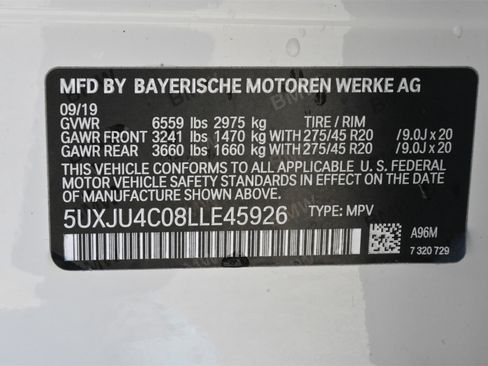 MFD BY BAYERISCHE MOTOREN WERKE AG
09/19
GVWR 6559 lbs 2975 kg TIRE / RIM
GAWR FRONT 3241 lbs 1470 kg WITH 275/45 R20 /9.0J x 20
GAWR REAR 3660 lbs 1660 kg WITH 275/45 R20 /9.0J x 20
THIS VEHICLE CONFORMS TO ALL APPLICABLE U. S. FEDERAL
MOTOR VEHICLE SAFETY STANDARDS IN EFFECT ON THE DATE
OF MANUFACTURE SHOWN ABOVE.
5UXJU4C08LLE45926 TYPE: MPV
A96M
7 320 729